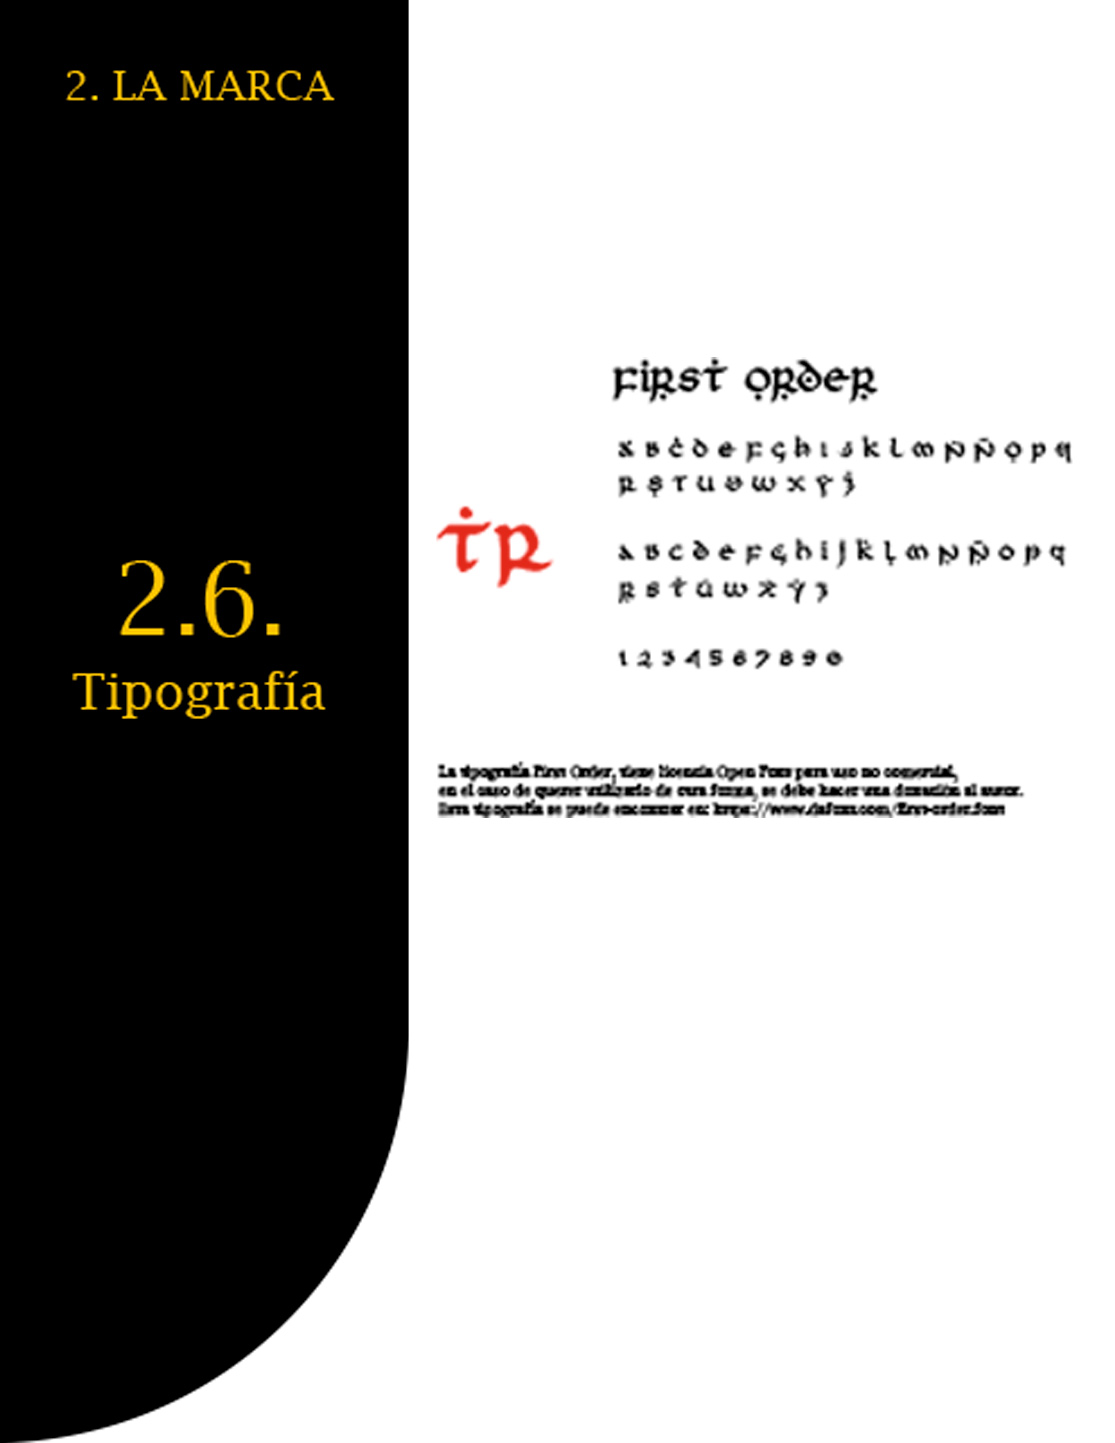 2. LA MARCA
2.6.
Tipografía
First Order
TR
A B C D E F G H I J K L M N Ñ O P Q
R S T U V W X Y Z
a b c d e f g h i j k l m n ñ o p q
r s t u w x y z
1 2 3 4 5 6 7 8 9 0
La tipografía First Order, tiene licencia Open Font para uso no comercial,
en el caso de querer utilizarlo de otra forma, se debe hacer una donación al autor.
Esta tipografía se puede encontrar en: https://www.dafont.com/first-order.font